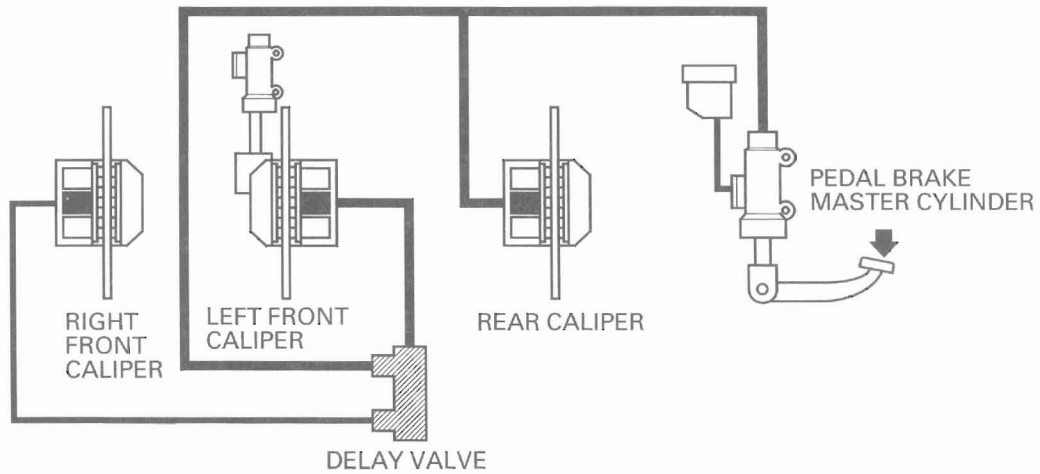 PEDAL BRAKE
MASTER CYLINDER
RIGHT
FRONT
CALIPER
LEFT FRONT
CALIPER
REAR CALIPER
DELAY VALVE